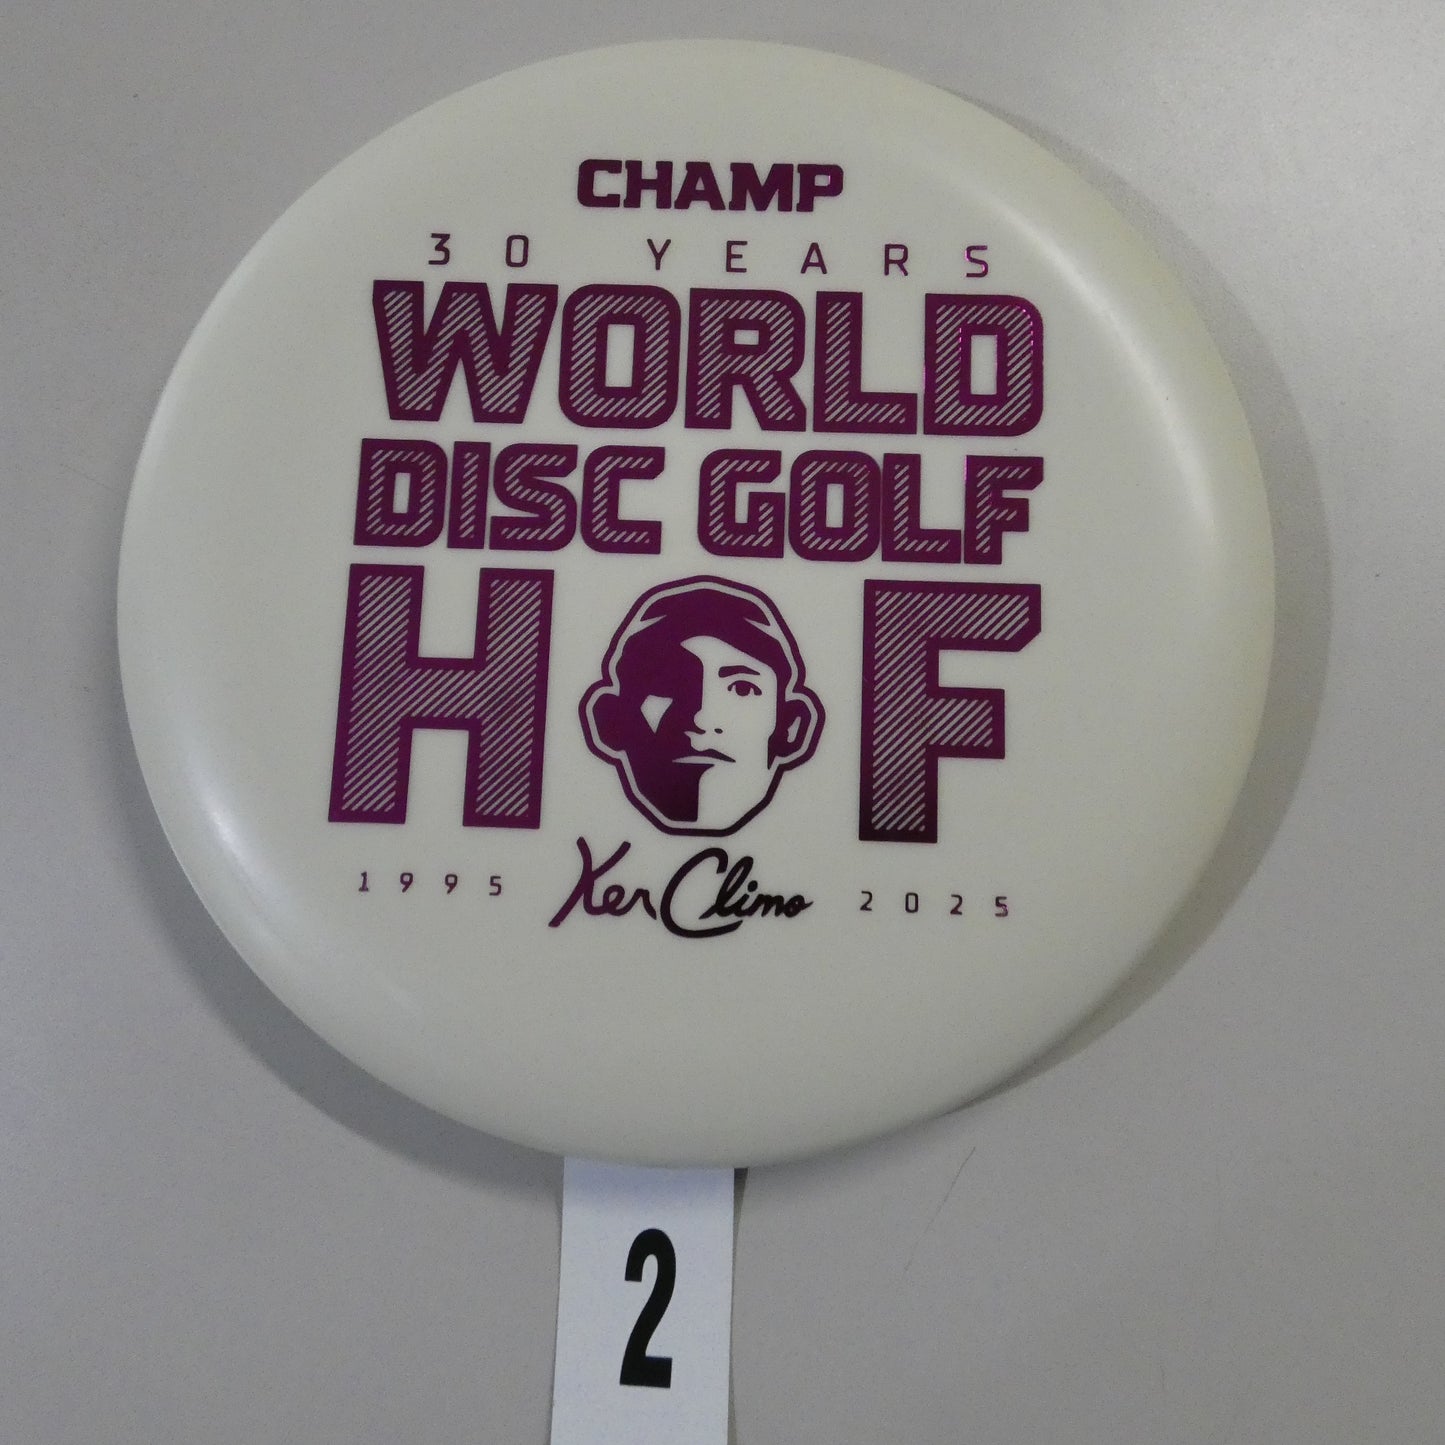 CHAMP
30 YEARS
WORLD
DISC GOLF
H F
1995 Ken Climo 2025
2